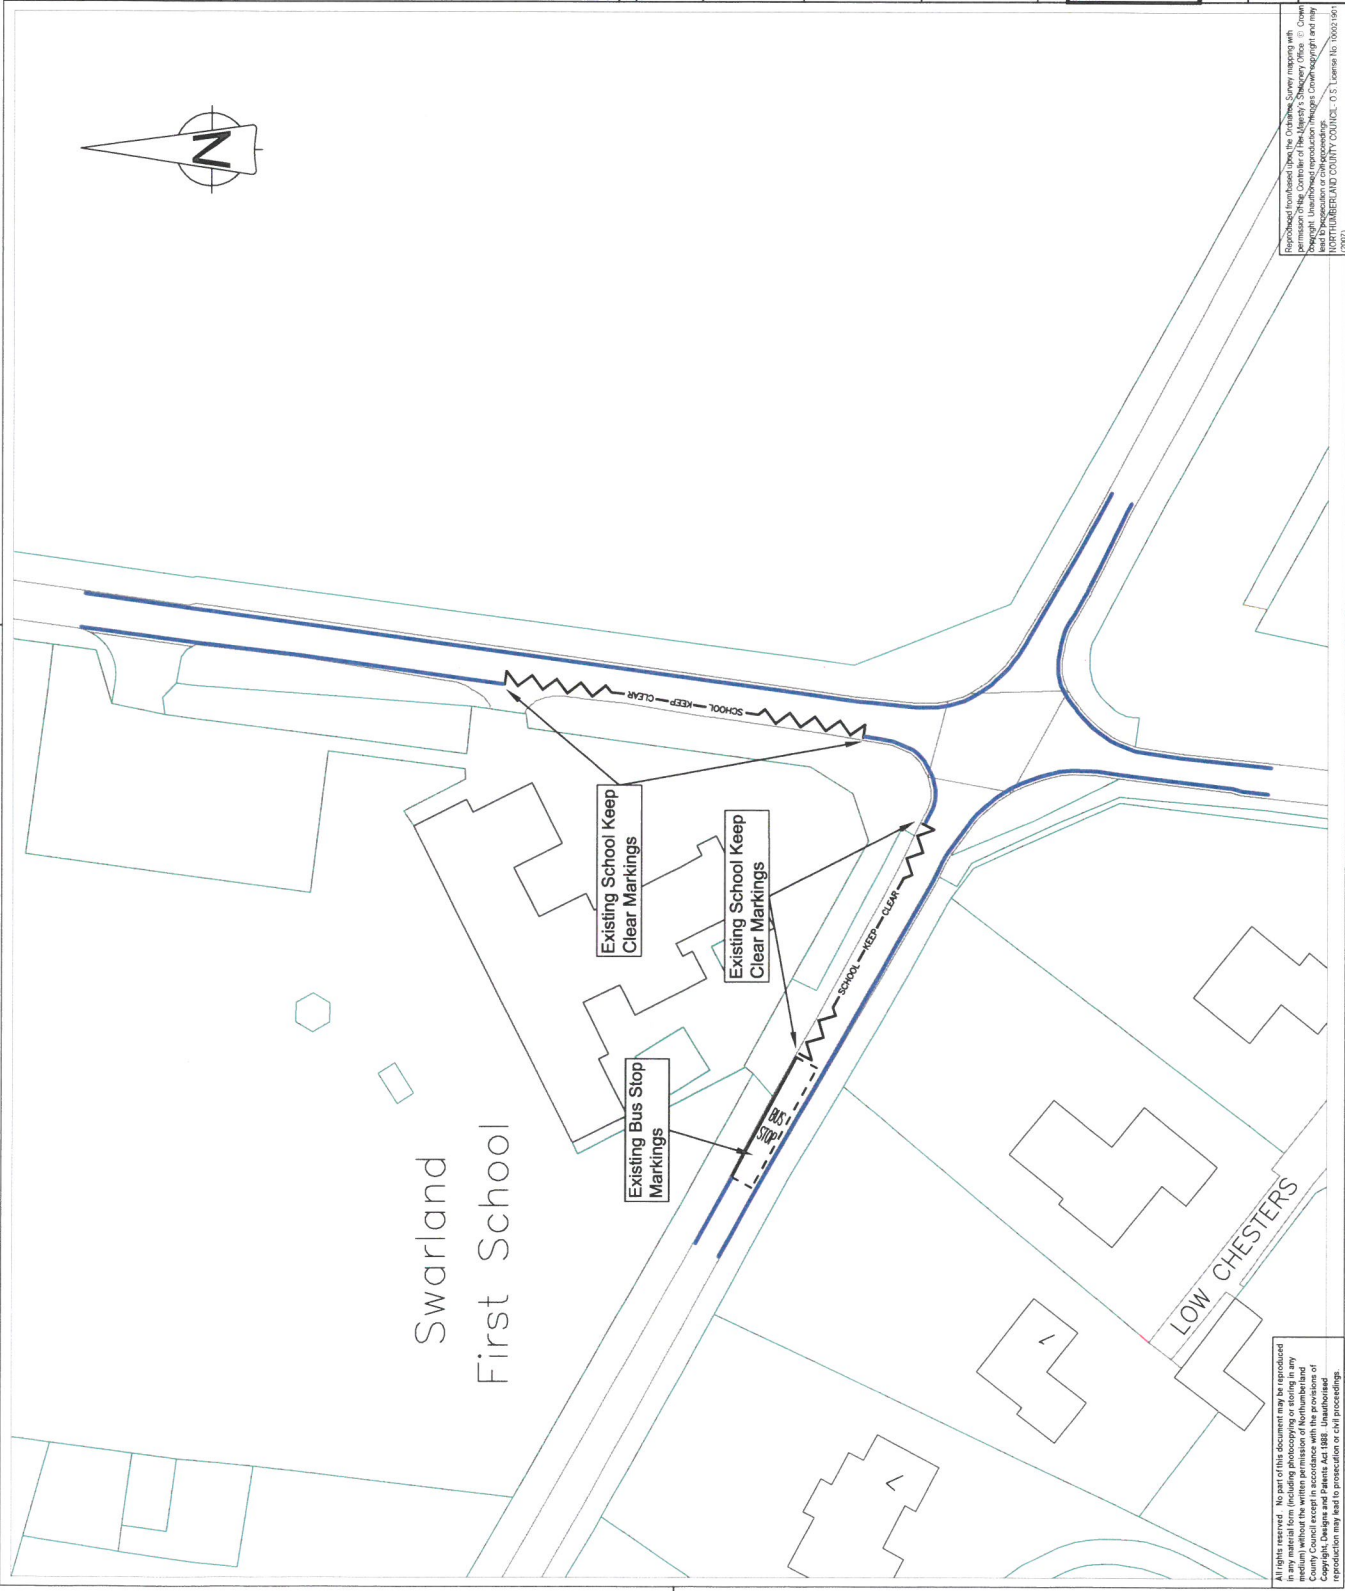 N
Reproduced from/based upon the Ordnance Survey mapping with
permission of the Controller of Her Majesty's Stationery Office © Crown
copyright. Unauthorised reproduction infringes Crown copyright and may
lead to prosecution or civil proceedings.
NORTHUMBERLAND COUNTY COUNCIL - O.S. License No. 100021901
(2007).
SCHOOL KEEP CLEAR
Existing School Keep
Clear Markings
Existing School Keep
Clear Markings
SCHOOL KEEP CLEAR
Existing Bus Stop
Markings
BUS
STOP
Swarland
First School
LOW CHESTERS
7
7
All rights reserved. No part of this document may be reproduced
in any material form (including photocopying or storing in any
medium) without the written permission of Northumberland
County Council except in accordance with the provisions of
Copyright, Designs and Patents Act 1988. Unauthorised
reproduction may lead to prosecution or civil proceedings.